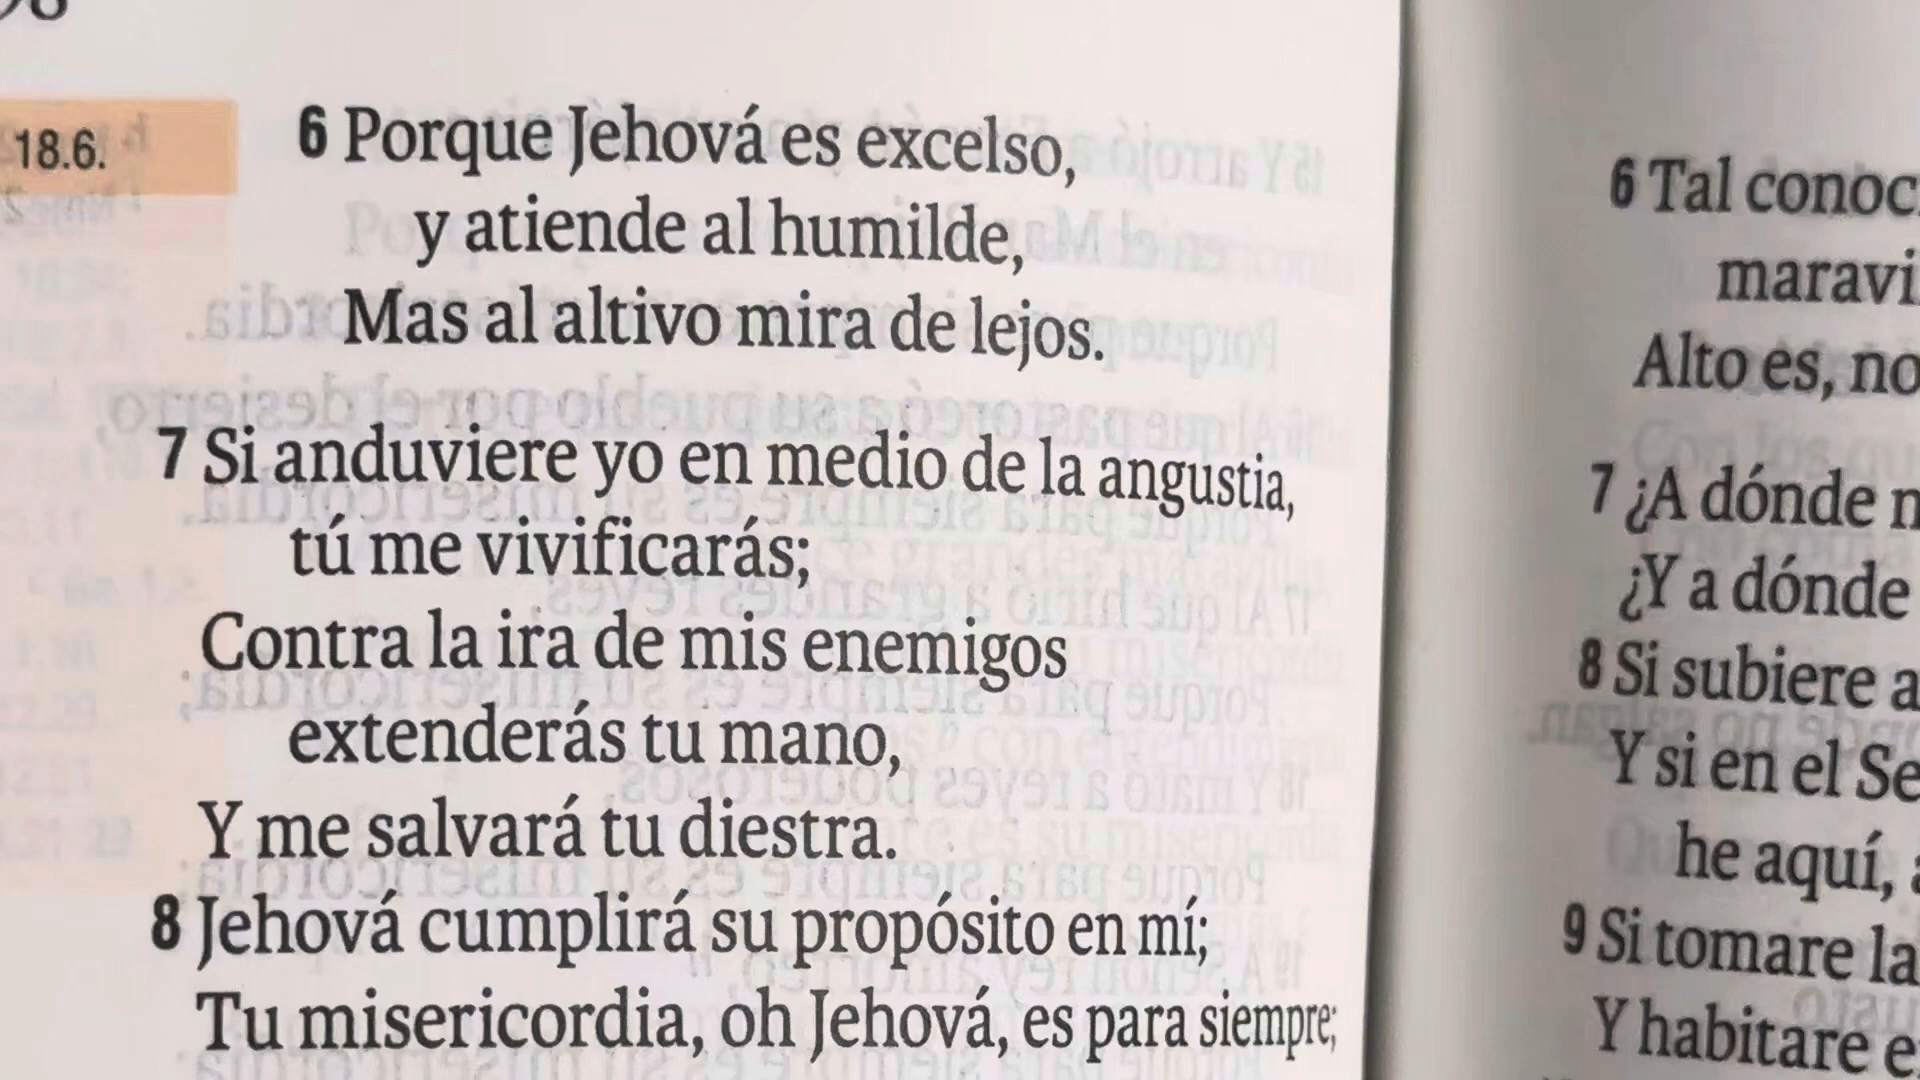 18.6.
6 Porque Jehová es excelso,
y atiende al humilde,
Mas al altivo mira de lejos.
7 Si anduviere yo en medio de la angustia,
tú me vivificarás;
Contra la ira de mis enemigos
extenderás tu mano,
Y me salvará tu diestra.
8 Jehová cumplirá su propósito en mí;
Tu misericordia, oh Jehová, es para siempre;
6 Tal
Alto es, no
7 ¿A dónde
¿Y a dónde
8 Si subiere a
Y si en el
he aquí,
9 Si tomare la
Y habitare